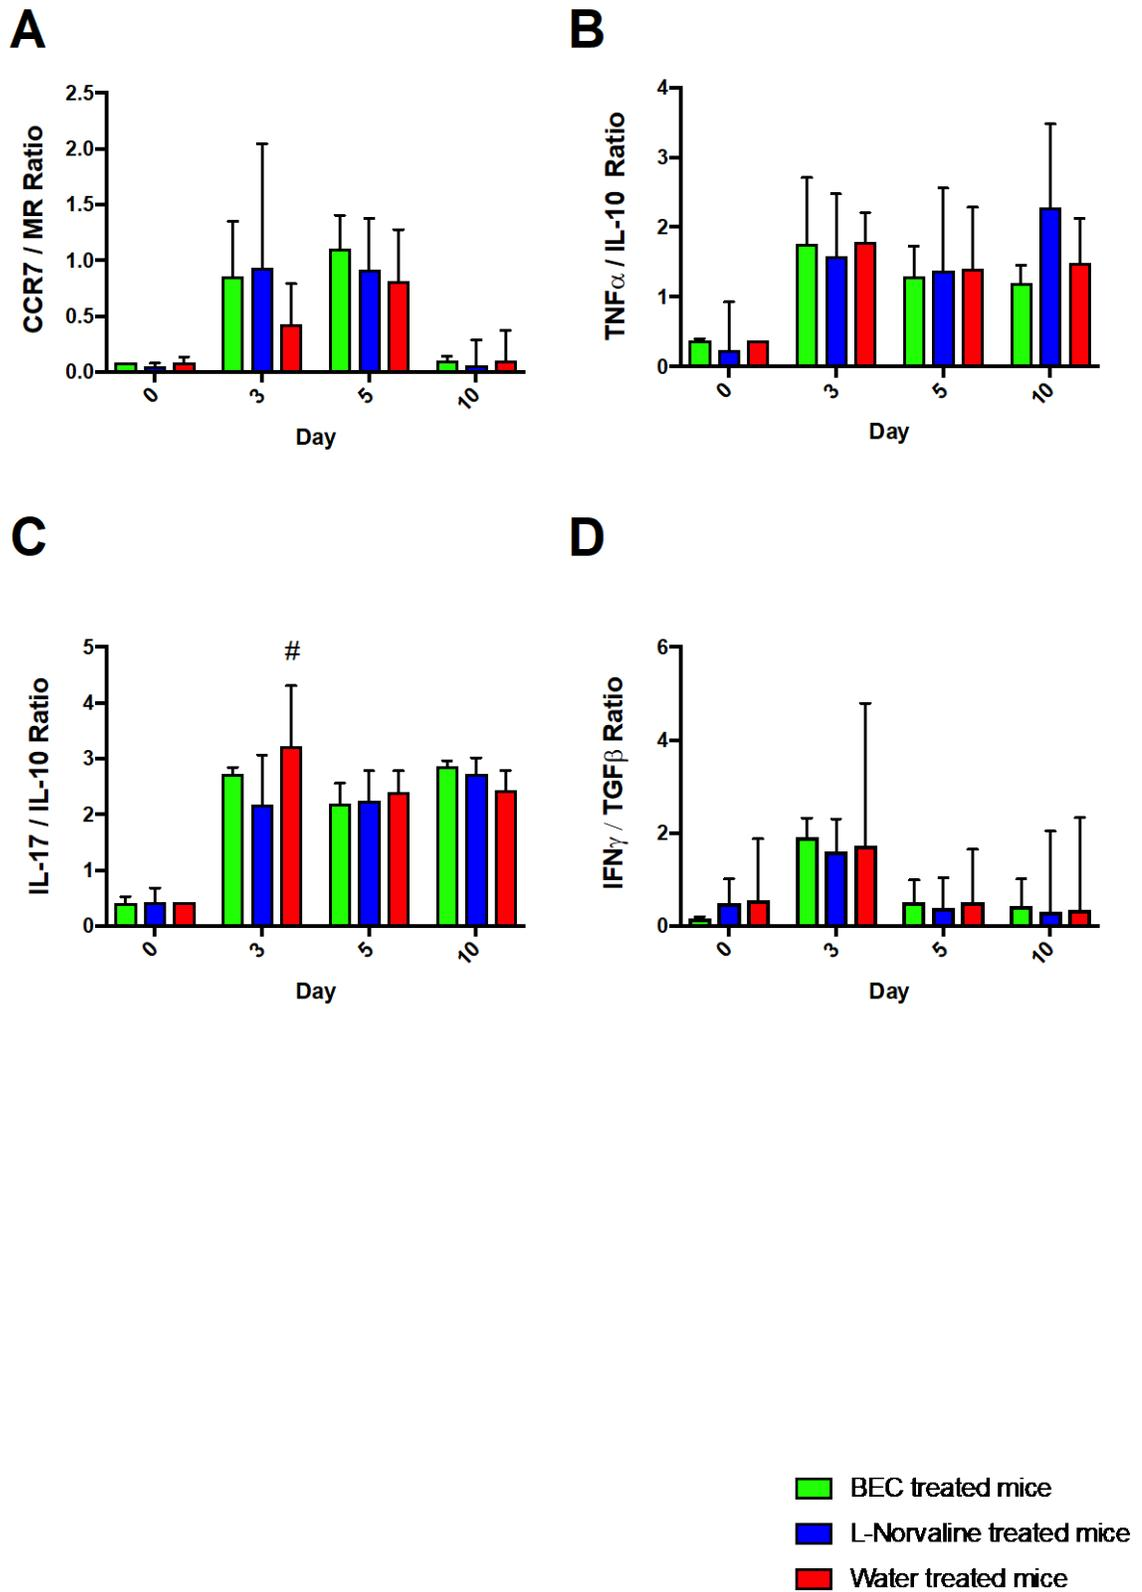 A
CCR7 / MR Ratio
2.5
2.0
1.5
1.0
0.5
0.0
0 3 5 10
Day
B
TNFα / IL-10 Ratio
4
3
2
1
0
0 3 5 10
Day
C
IL-17 / IL-10 Ratio
5
4
3
2
1
0
#
0 3 5 10
Day
D
IFNγ / TGFβ Ratio
6
4
2
0
0 3 5 10
Day
BEC treated mice
L-Norvaline treated mice
Water treated mice